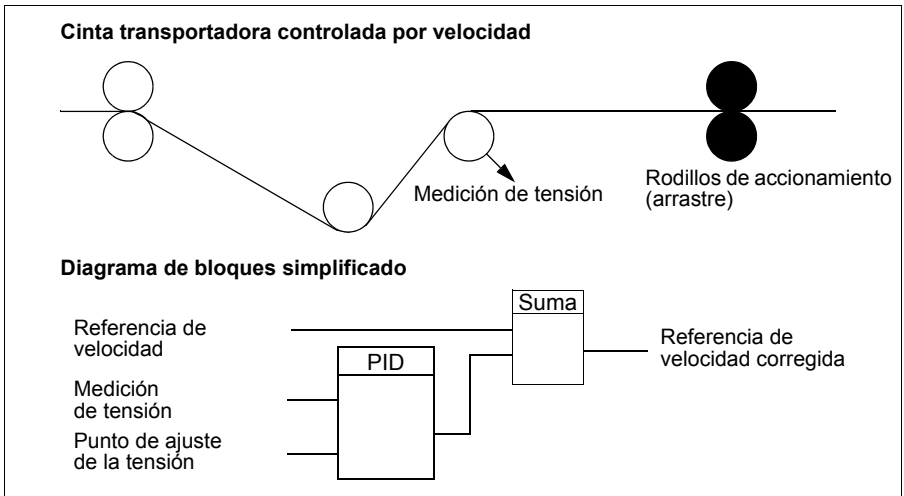 Cinta transportadora controlada por velocidad
Medición de tensión
Rodillos de accionamiento
(arrastre)
Diagrama de bloques simplificado
Referencia de
velocidad
Medición
de tensión
Punto de ajuste
de la tensión
PID
Suma
Referencia de
velocidad corregida